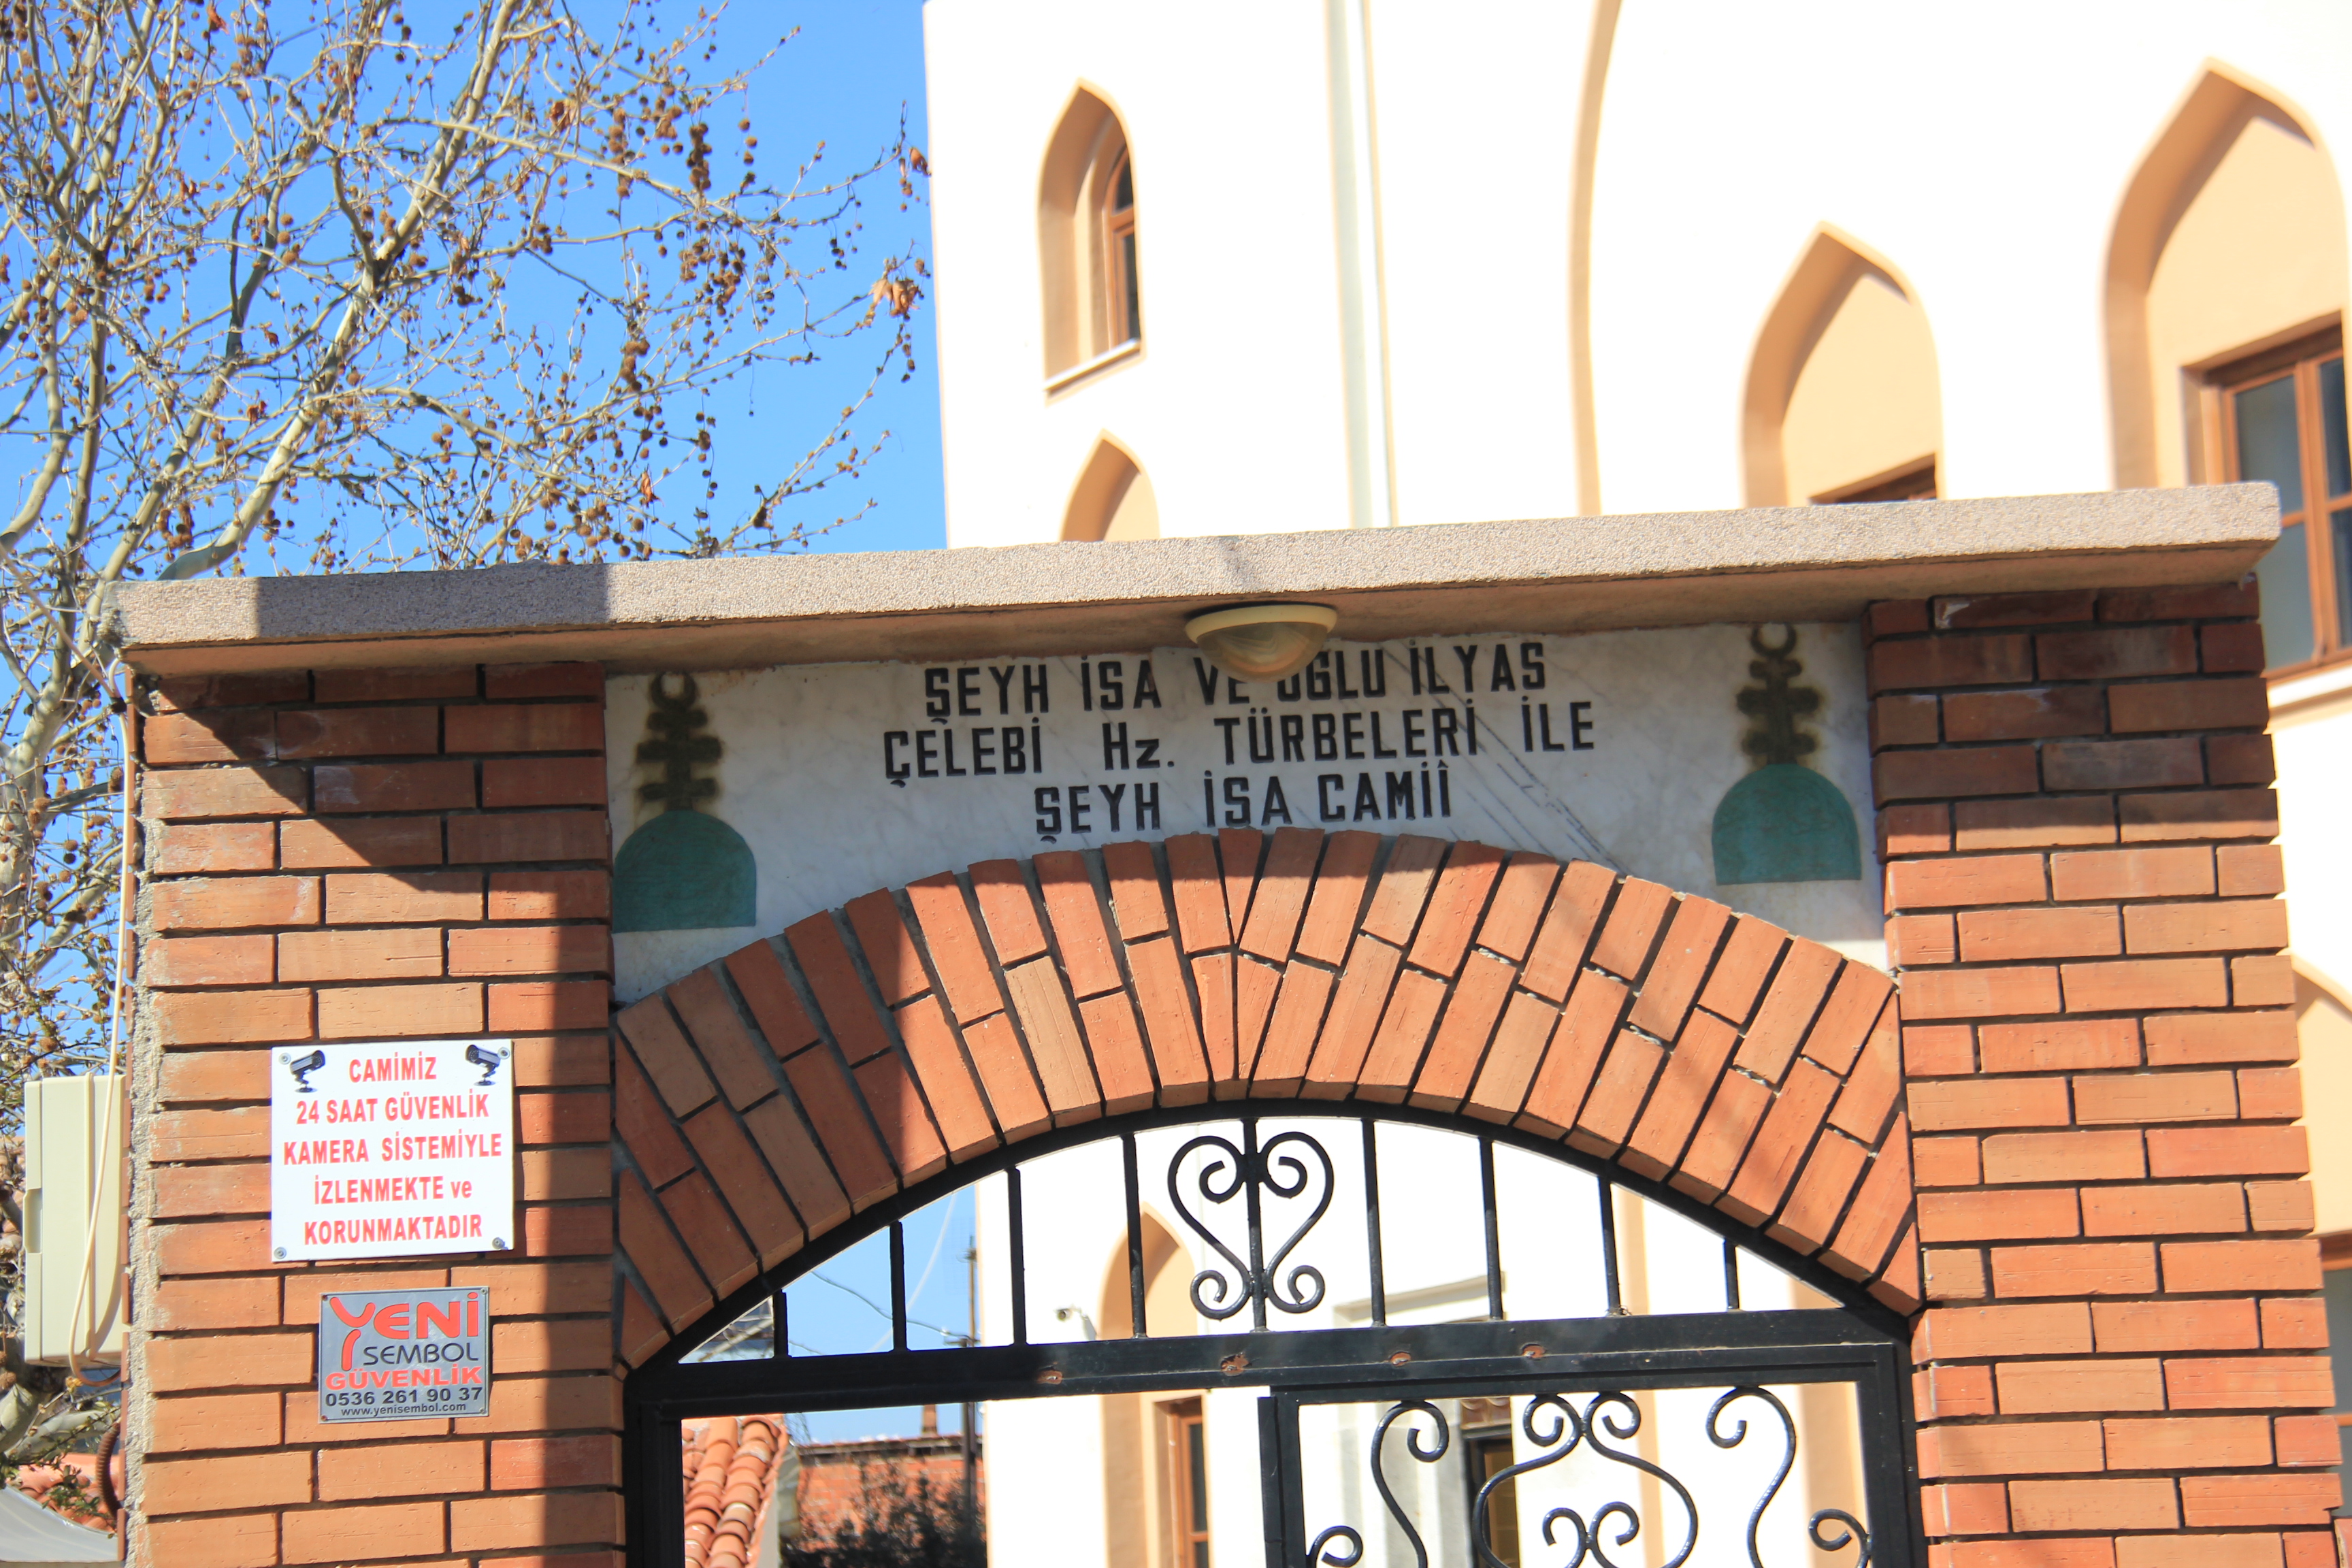 ŞEYH İSA VE OĞLU İLYAS
ÇELEBİ Hz. TÜRBELERİ İLE
ŞEYH İSA CAMİÎ
CAMİMİZ
24 SAAT GÜVENLİK
KAMERA SİSTEMİYLE
İZLENMEKTE ve
KORUNMAKTADIR
YENİ
SEMBOL
GÜVENLİK
0536 261 90 37
www.yenisembol.com